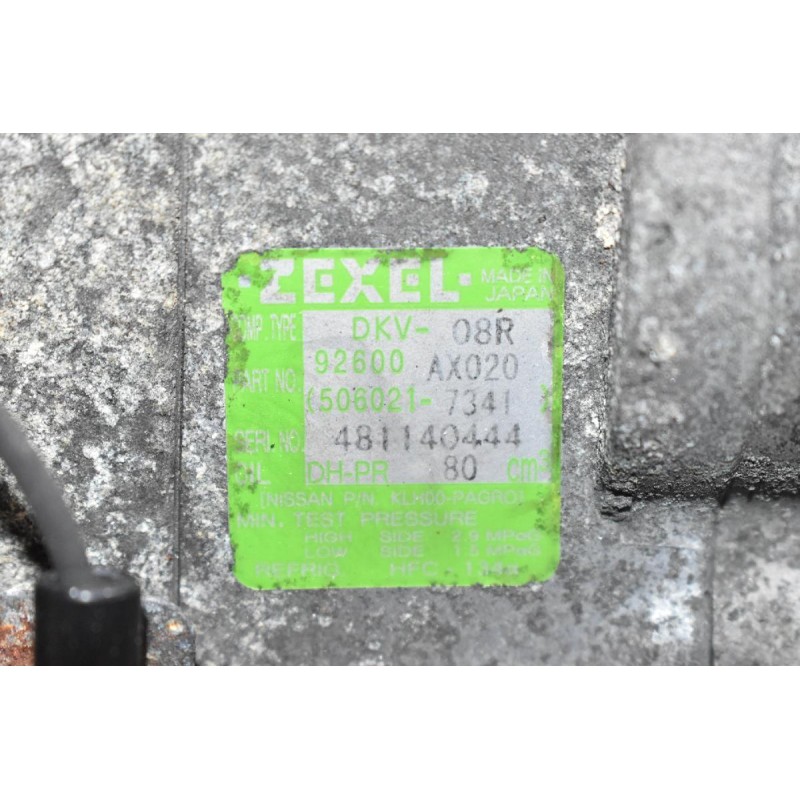 ·ZEXEL· MADE IN JAPAN
COMP. TYPE DKV- 08R
PART NO. 92600 AX020
(506021- 7341 )
SERI. NO. 481140444
OIL DH-PR 80 cm3
(NISSAN P/N. KLH00-PAGR0)
MIN. TEST PRESSURE
HIGH SIDE 2.9 MPaG
LOW SIDE 1.5 MPaG
REFRIG. HFC - 134a